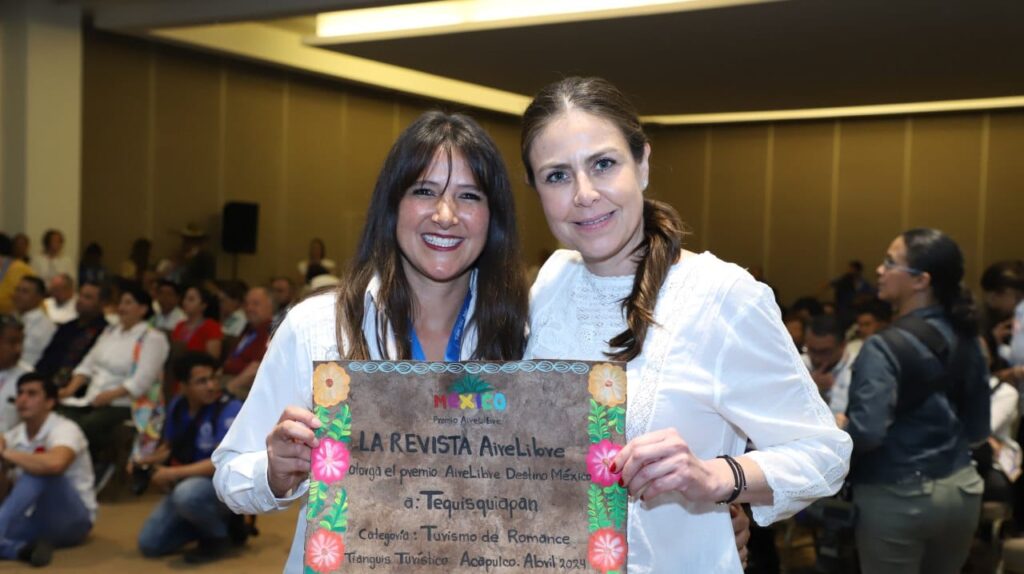 MÉXICO
Premio AireLibre
LA REVISTA AireLibre
otorga el premio AireLibre Destino México
a: Tequisquiapan
Categoría: Turismo de Romance
Tianguis Turístico Acapulco. Abril 2024